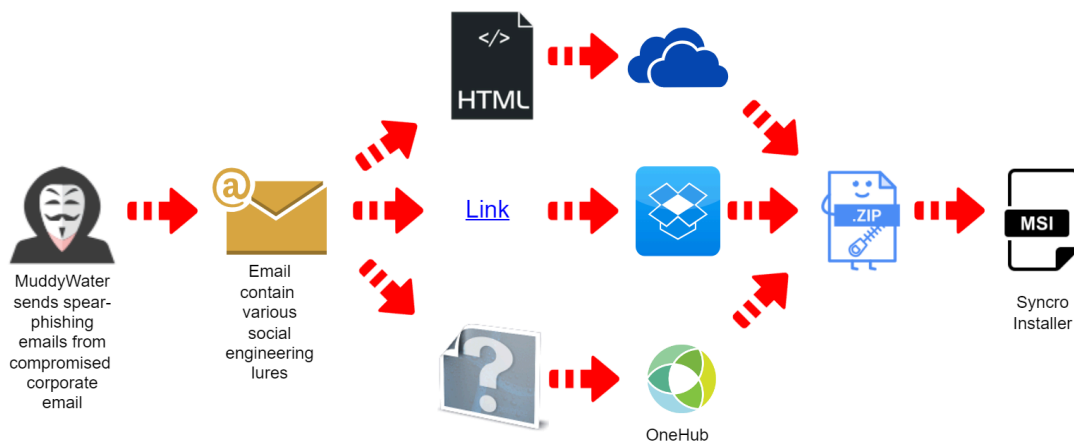 </>
HTML
@
Link
.ZIP
MSI
?
MuddyWater
sends spear-
phishing
emails from
compromised
corporate
email
Email
contain
various
social
engineering
lures
OneHub
Syncro
Installer